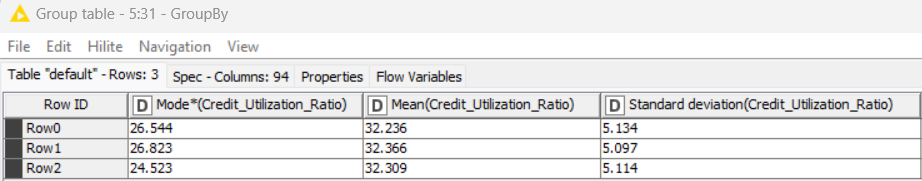 Group table - 5:31 - GroupBy
File Edit Hilite Navigation View
Table "default" - Rows: 3 Spec - Columns: 94 Properties Flow Variables
Row ID D Mode*(Credit_Utilization_Ratio) D Mean(Credit_Utilization_Ratio) D Standard deviation(Credit_Utilization_Ratio)
Row0 26.544 32.236 5.134
Row1 26.823 32.366 5.097
Row2 24.523 32.309 5.114